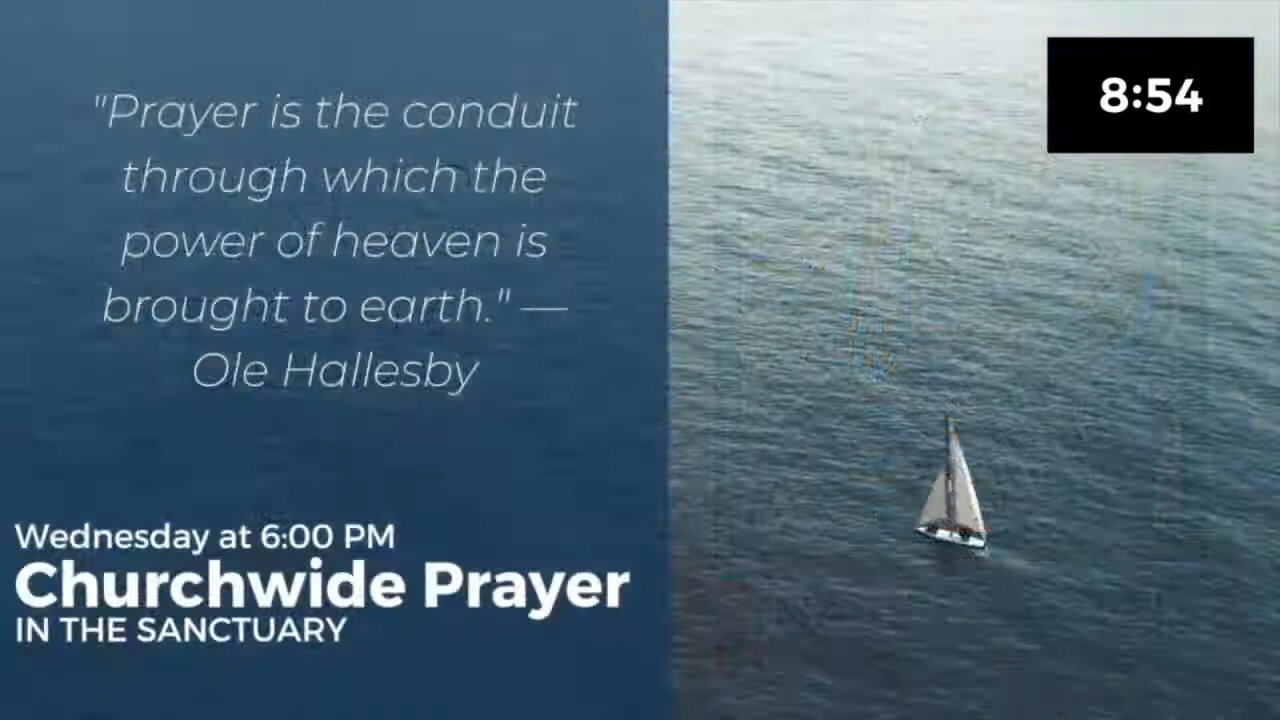 "Prayer is the conduit
through which the
power of heaven is
brought to earth." —
Ole Hallesby
8:54
Wednesday at 6:00 PM
Churchwide Prayer
IN THE SANCTUARY